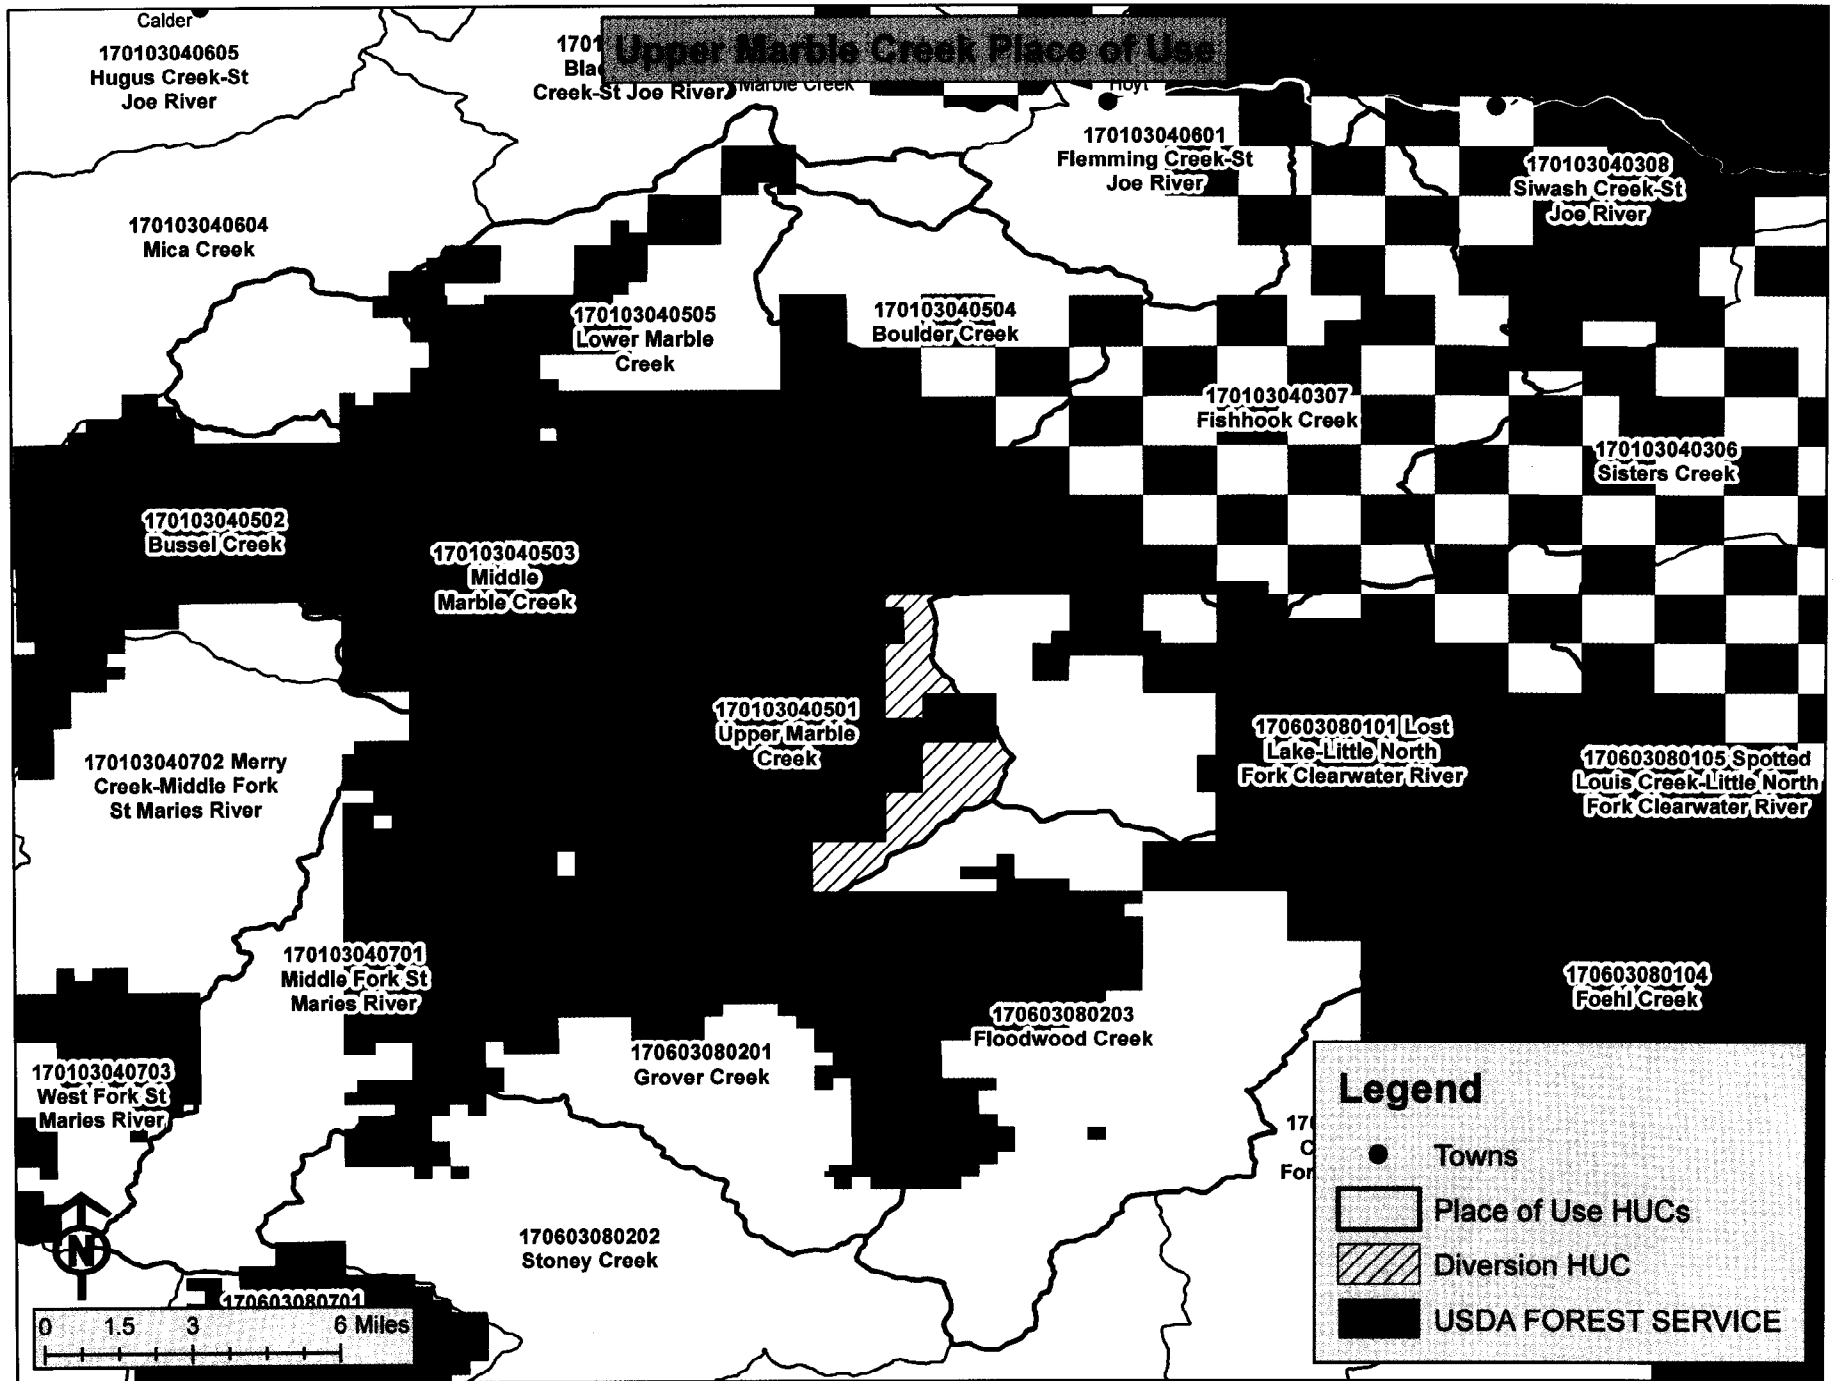 Upper Marble Creek Place of Use
Calder
170103040605
Hugus Creek-St
Joe River
1701
Creek-St Joe River
Marble Creek
Hoyt
170103040601
Flemming Creek-St
Joe River
170103040308
Siwash Creek-St
Joe River
170103040604
Mica Creek
170103040505
Lower Marble
Creek
170103040504
Boulder Creek
170103040307
Fishhook Creek
170103040306
Sisters Creek
170103040502
Bussel Creek
170103040503
Middle
Marble Creek
170103040501
Upper Marble
Creek
170603080101 Lost
Lake-Little North
Fork Clearwater River
170603080105 Spotted
Louis Creek-Little North
Fork Clearwater River
170103040702 Merry
Creek-Middle Fork
St Maries River
170103040701
Middle Fork St
Maries River
170603080104
Foehl Creek
170603080203
Floodwood Creek
170603080201
Grover Creek
170103040703
West Fork St
Maries River
170603080202
Stoney Creek
170603080701
N
0 1.5 3 6 Miles
Legend
Towns
Place of Use HUCs
Diversion HUC
USDA FOREST SERVICE